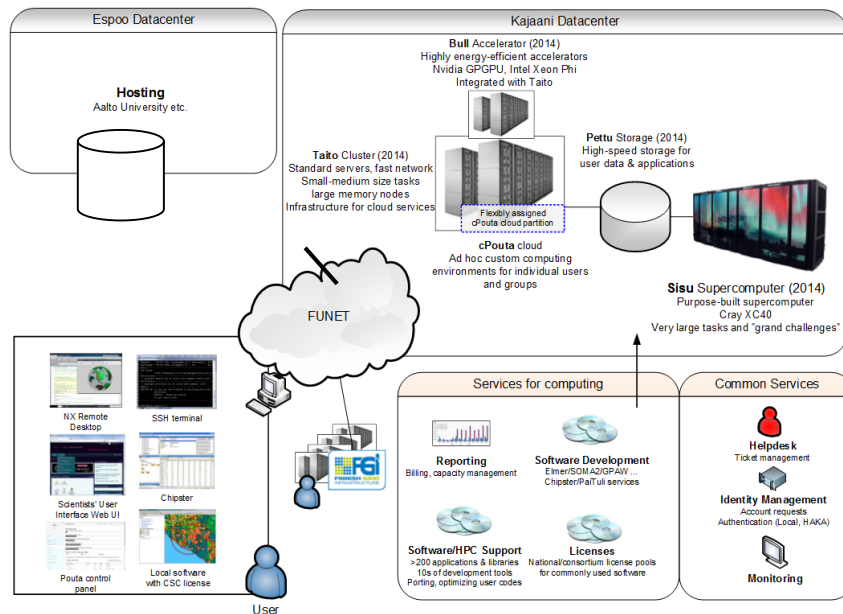 Espoo Datacenter
Hosting
Aalto University etc.
Kajaani Datacenter
Bull Accelerator (2014)
Highly energy-efficient accelerators
Nvidia GPGPU, Intel Xeon Phi
Integrated with Taito
Taito Cluster (2014)
Standard servers, fast network
Small-medium size tasks
large memory nodes
Infrastructure for cloud services
Flexibly assigned
cPouta cloud partition
cPouta cloud
Ad hoc custom computing
environments for individual users
and groups
Pettu Storage (2014)
High-speed storage for
user data & applications
Sisu Supercomputer (2014)
Purpose-built supercomputer
Cray XC40
Very large tasks and "grand challenges"
FUNET
NX Remote
Desktop
SSH terminal
Scientists' User
Interface Web UI
Chipster
Pouta control
panel
Local software
with CSC license
User
FGI
FINNISH GRID
INFRASTRUCTURE
Services for computing
Reporting
Billing, capacity management
Software Development
Elmer/SOMA2/GPAW ...
Chipster/PaiTuli services
Software/HPC Support
>200 applications & libraries
10s of development tools
Porting, optimizing user codes
Licenses
National/consortium license pools
for commonly used software
Common Services
Helpdesk
Ticket management
Identity Management
Account requests
Authentication (Local, HAKA)
Monitoring